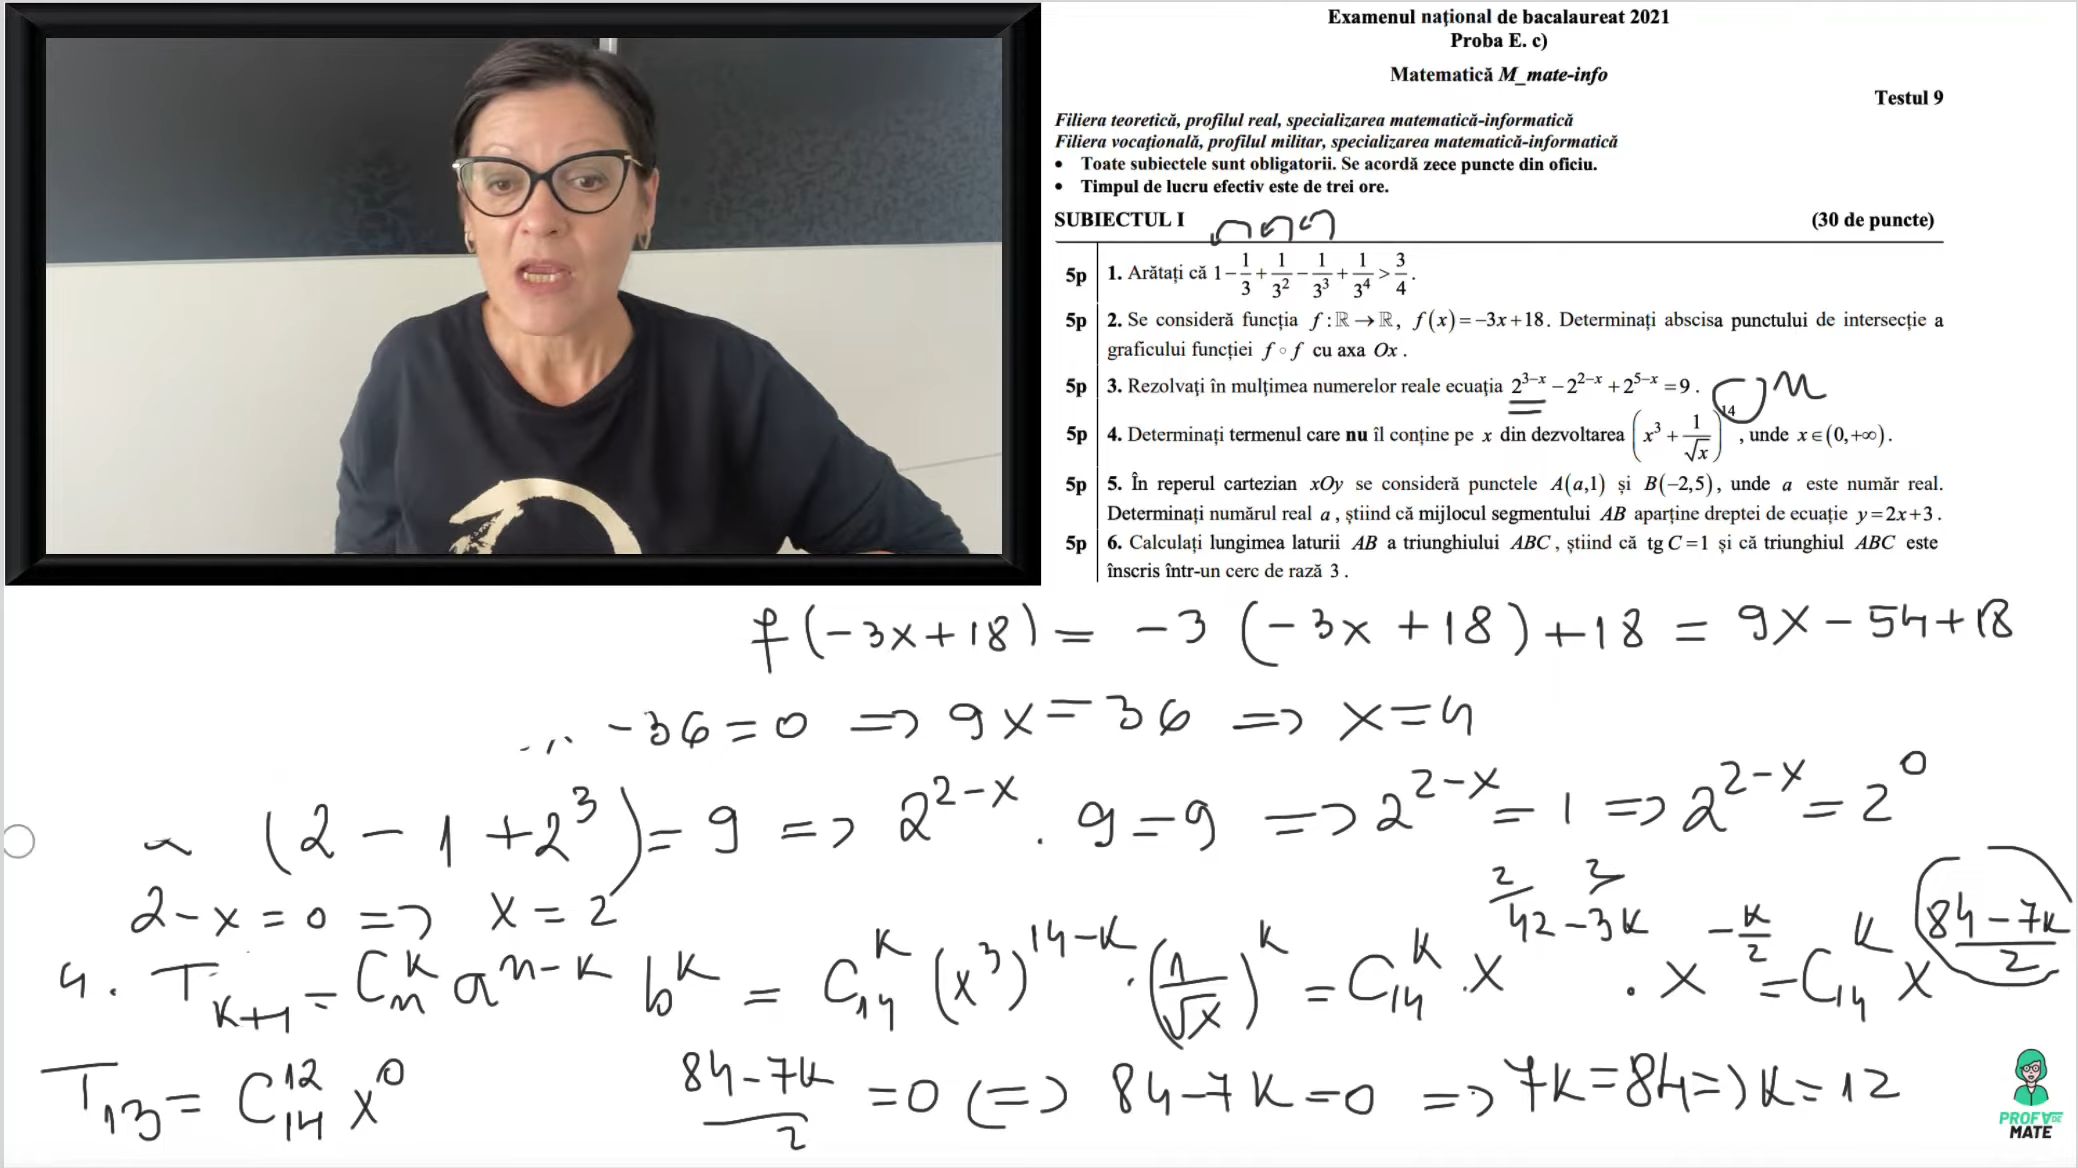 Examenul național de bacalaureat 2021
Proba E. c)
Matematică M_mate-info
Testul 9
Filiera teoretică, profilul real, specializarea matematică-informatică
Filiera vocațională, profilul militar, specializarea matematică-informatică
• Toate subiectele sunt obligatorii. Se acordă zece puncte din oficiu.
• Timpul de lucru efectiv este de trei ore.
SUBIECTUL I (30 de puncte)
5p 1. Arătați că 1 − 1/3 + 1/3² − 1/3³ + 1/3⁴ > 3/4.
5p 2. Se consideră funcția f : ℝ → ℝ, f(x) = −3x + 18. Determinați abscisa punctului de intersecție a
graficului funcției f ∘ f cu axa Ox.
5p 3. Rezolvați în mulțimea numerelor reale ecuația 2^(3−x) − 2^(2−x) + 2^(5−x) = 9. n
5p 4. Determinați termenul care nu îl conține pe x din dezvoltarea (x³ + 1/√x)^14, unde x ∈ (0,+∞).
5p 5. În reperul cartezian xOy se consideră punctele A(a,1) și B(−2,5), unde a este număr real.
Determinați numărul real a, știind că mijlocul segmentului AB aparține dreptei de ecuație y = 2x + 3.
5p 6. Calculați lungimea laturii AB a triunghiului ABC, știind că tg C = 1 și că triunghiul ABC este
înscris într-un cerc de rază 3.
f(−3x+18) = −3(−3x+18)+18 = 9x−54+18
−36=0 => 9x=36 => x=4
(2−1+2³)=9 => 2^(2−x) · 9=9 => 2^(2−x)=1 => 2^(2−x)=2^0
2−x=0 => x=2
4. T_(k+1) = C_n^k a^(n−k) b^k = C_14^k (x³)^(14−k) · (1/√x)^k = C_14^k · x^(42−3k) · x^(−k/2) = C_14^k x^((84−7k)/2)
T_13 = C_14^12 x^0 (84−7k)/2 = 0 <=> 84−7k=0 => 7k=84 => k=12
PROFA DE
MATE